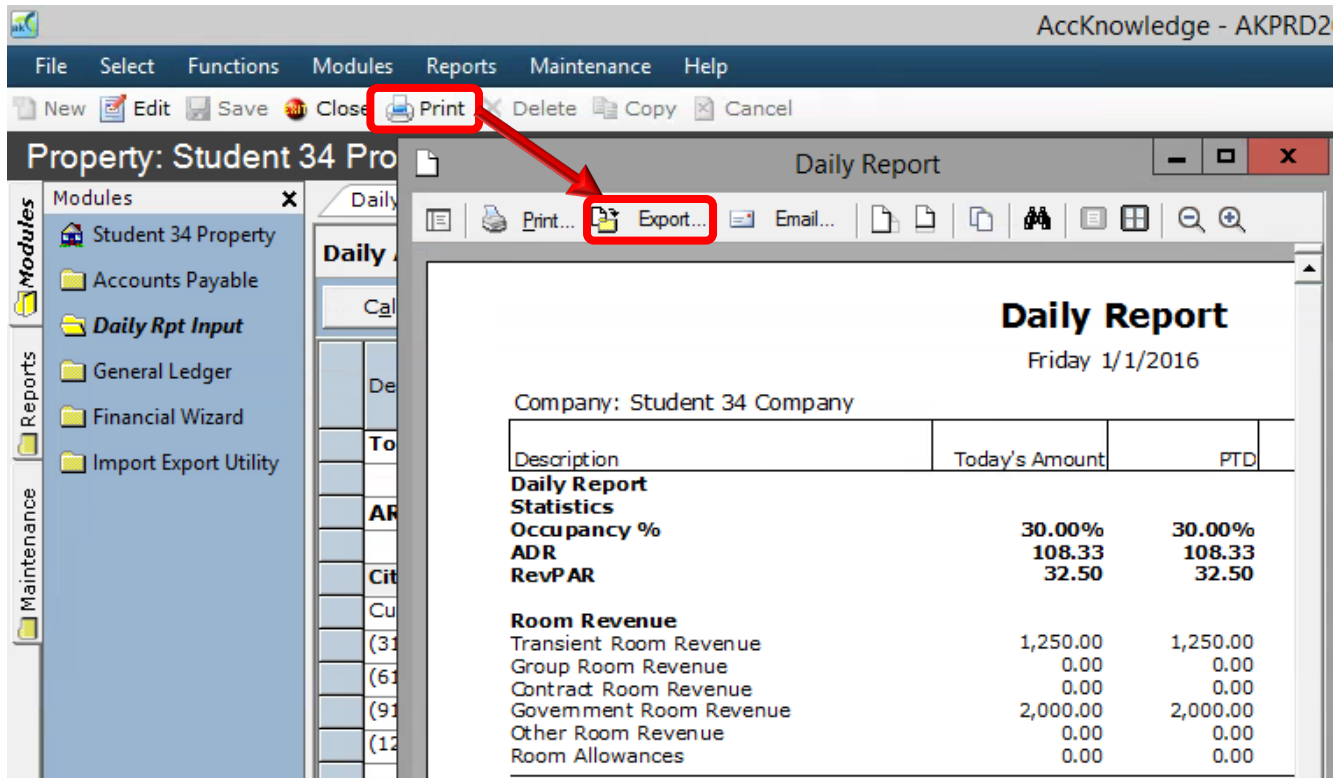 AccKnowledge - AKPRD2
File Select Functions Modules Reports Maintenance Help
New Edit Save Close Print Delete Copy Cancel
Property: Student 34 Pro
Daily Report
Modules
Reports
Maintenance
Modules x
Student 34 Property
Accounts Payable
Daily Rpt Input
General Ledger
Financial Wizard
Import Export Utility
Daily
Daily
Cal
De
To
AR
Cit
Cu
(31
(61
(91
(12
Print... Export... Email...
Daily Report
Friday 1/1/2016
Company: Student 34 Company
Description Today's Amount PTD
Daily Report
Statistics
Occupancy % 30.00% 30.00%
ADR 108.33 108.33
RevPAR 32.50 32.50
Room Revenue
Transient Room Revenue 1,250.00 1,250.00
Group Room Revenue 0.00 0.00
Contract Room Revenue 0.00 0.00
Government Room Revenue 2,000.00 2,000.00
Other Room Revenue 0.00 0.00
Room Allowances 0.00 0.00